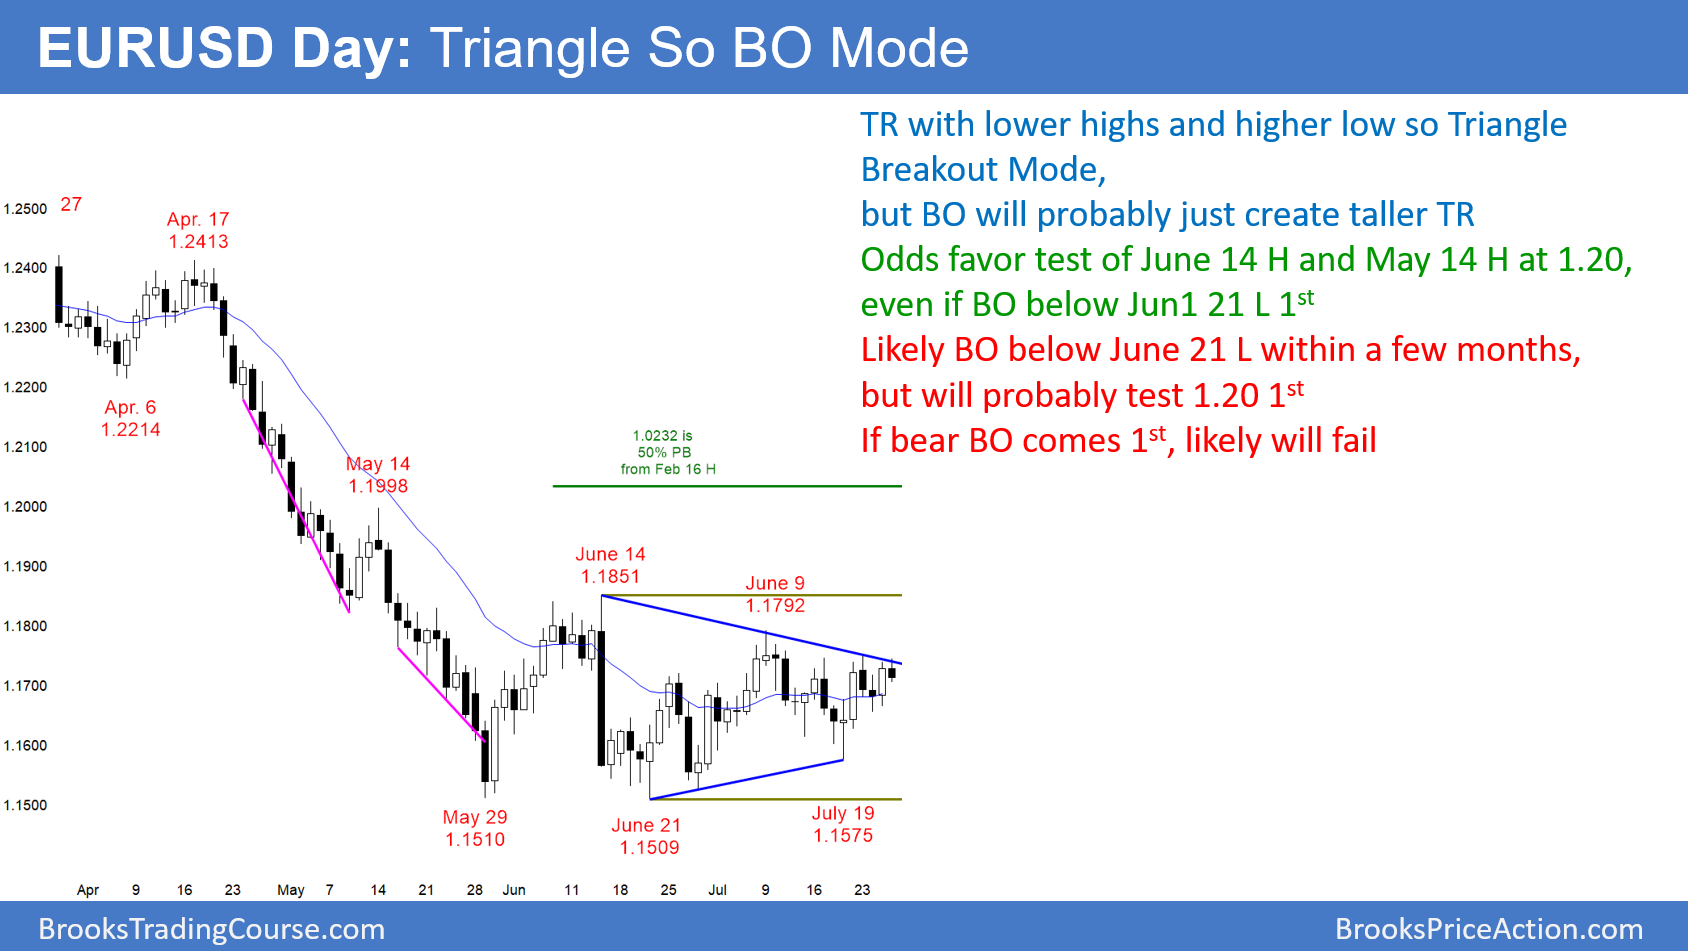 EURUSD Day: Triangle So BO Mode
TR with lower highs and higher low so Triangle
Breakout Mode,
but BO will probably just create taller TR
Odds favor test of June 14 H and May 14 H at 1.20,
even if BO below Jun1 21 L 1st
Likely BO below June 21 L within a few months,
but will probably test 1.20 1st
If bear BO comes 1st, likely will fail
27
Apr. 17
1.2413
Apr. 6
1.2214
May 14
1.1998
1.0232 is
50% PB
from Feb 16 H
June 14
1.1851
June 9
1.1792
May 29
1.1510
June 21
1.1509
July 19
1.1575
1.2500
1.2400
1.2300
1.2200
1.2100
1.2000
1.1900
1.1800
1.1700
1.1600
1.1500
Apr 9 16 23 May 7 14 21 28 Jun 11 18 25 Jul 9 16 23
BrooksTradingCourse.com
BrooksPriceAction.com